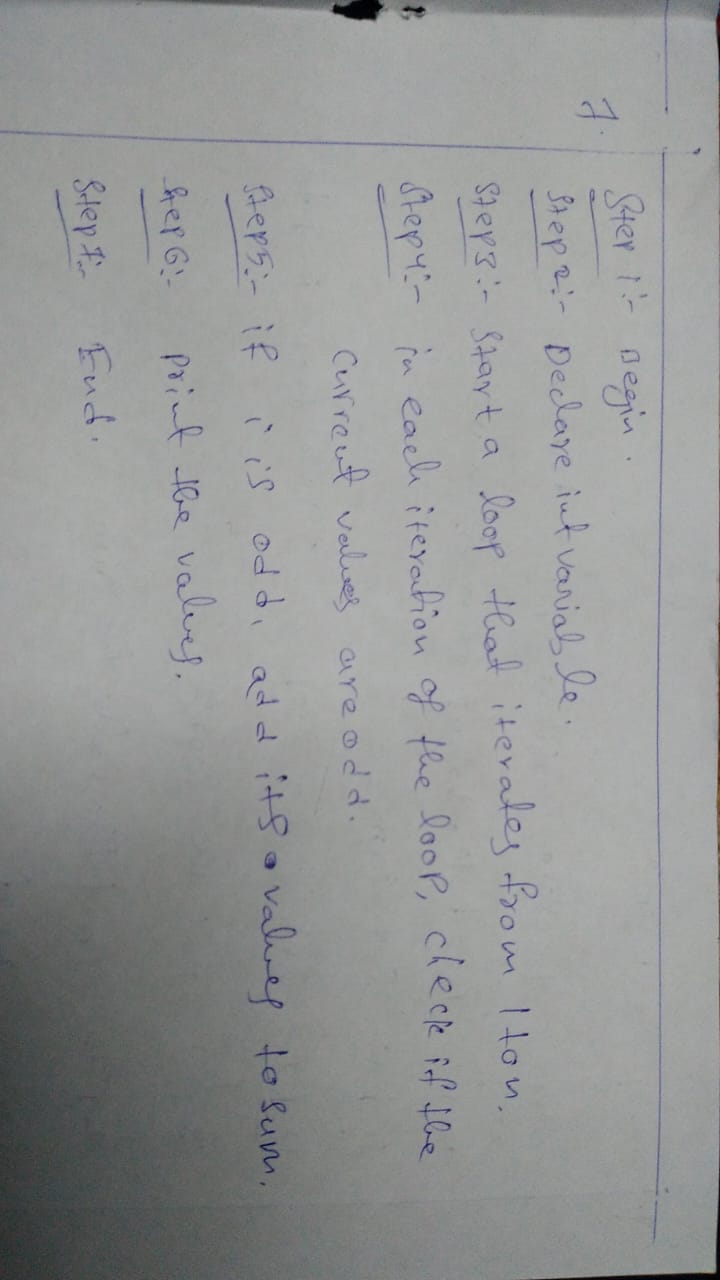 7.
Step 1:- Begin.
Step 2:- Declare int variable.
Step 3:- Start a loop that iterates from 1 to n.
Step 4:- in each iteration of the loop, check if the
current values are odd.
Step 5:- if i is odd, add its values to sum.
Step 6:- print the values.
Step 7:- End.